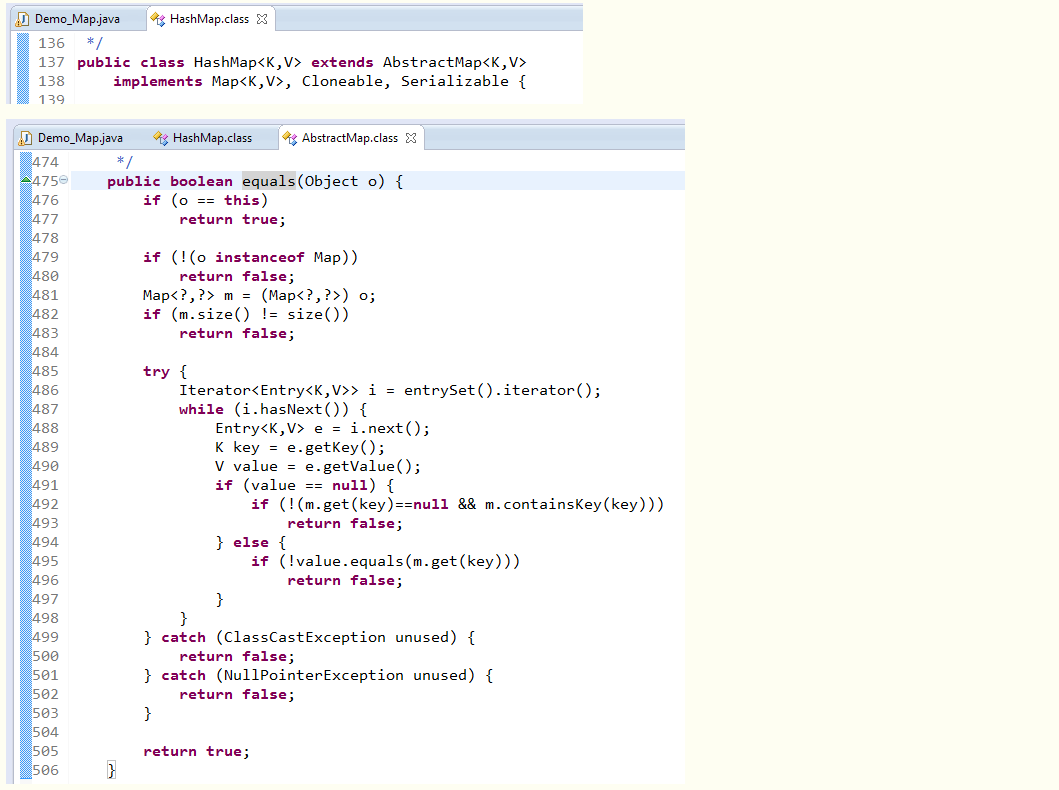 Demo_Map.java HashMap.class
136 */
137 public class HashMap<K,V> extends AbstractMap<K,V>
138     implements Map<K,V>, Cloneable, Serializable {
139
Demo_Map.java HashMap.class AbstractMap.class
474     */
475    public boolean equals(Object o) {
476        if (o == this)
477            return true;
478
479        if (!(o instanceof Map))
480            return false;
481        Map<?,?> m = (Map<?,?>) o;
482        if (m.size() != size())
483            return false;
484
485        try {
486            Iterator<Entry<K,V>> i = entrySet().iterator();
487            while (i.hasNext()) {
488                Entry<K,V> e = i.next();
489                K key = e.getKey();
490                V value = e.getValue();
491                if (value == null) {
492                    if (!(m.get(key)==null && m.containsKey(key)))
493                        return false;
494                } else {
495                    if (!value.equals(m.get(key)))
496                        return false;
497                }
498            }
499        } catch (ClassCastException unused) {
500            return false;
501        } catch (NullPointerException unused) {
502            return false;
503        }
504
505        return true;
506    }